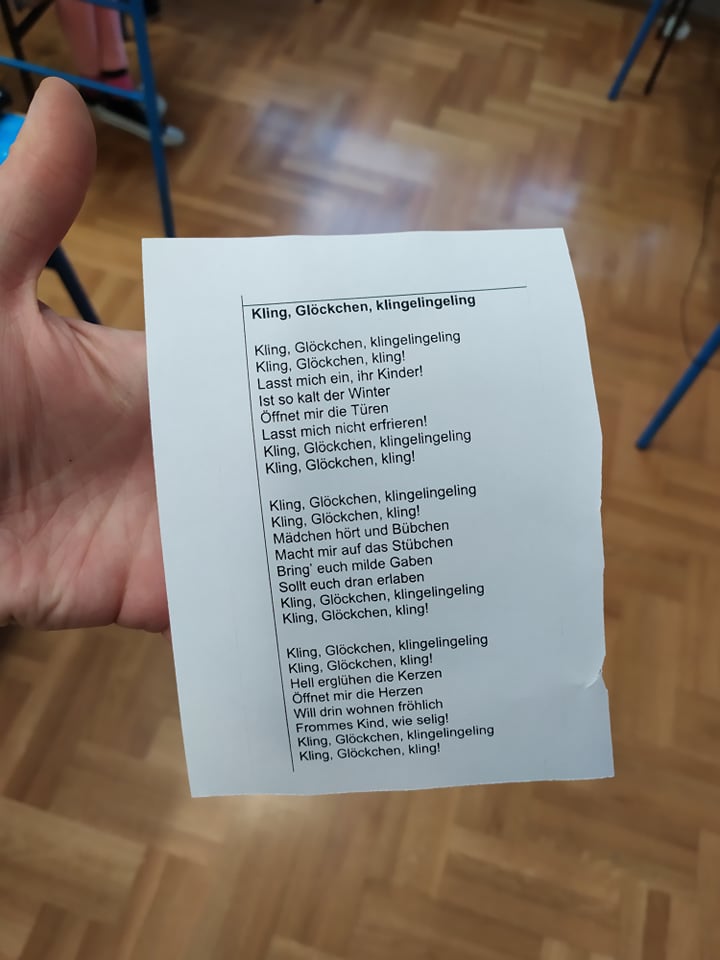 Kling, Glöckchen, klingelingeling
Kling, Glöckchen, klingelingeling
Kling, Glöckchen, kling!
Lasst mich ein, ihr Kinder!
Ist so kalt der Winter
Öffnet mir die Türen
Lasst mich nicht erfrieren!
Kling, Glöckchen, klingelingeling
Kling, Glöckchen, kling!
Kling, Glöckchen, klingelingeling
Kling, Glöckchen, kling!
Mädchen hört und Bübchen
Macht mir auf das Stübchen
Bring' euch milde Gaben
Sollt euch dran erlaben
Kling, Glöckchen, klingelingeling
Kling, Glöckchen, kling!
Kling, Glöckchen, klingelingeling
Kling, Glöckchen, kling!
Hell erglühen die Kerzen
Öffnet mir die Herzen
Will drin wohnen fröhlich
Frommes Kind, wie selig!
Kling, Glöckchen, klingelingeling
Kling, Glöckchen, kling!